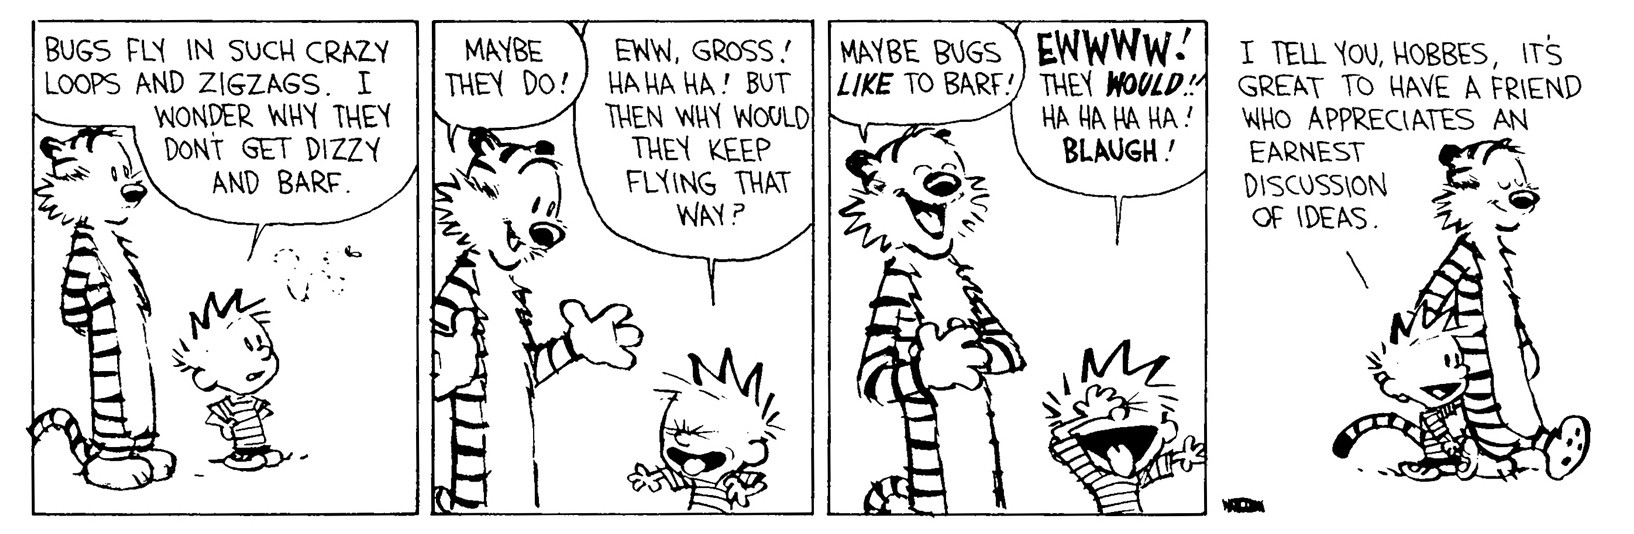 BUGS FLY IN SUCH CRAZY
LOOPS AND ZIGZAGS. I
WONDER WHY THEY
DON'T GET DIZZY
AND BARF.
MAYBE
THEY DO!
EWW, GROSS!
HA HA HA! BUT
THEN WHY WOULD
THEY KEEP
FLYING THAT
WAY?
MAYBE BUGS
LIKE TO BARF!
EWWWW!
THEY WOULD!!
HA HA HA HA!
BLAUGH!
I TELL YOU, HOBBES, IT'S
GREAT TO HAVE A FRIEND
WHO APPRECIATES AN
EARNEST
DISCUSSION
OF IDEAS.